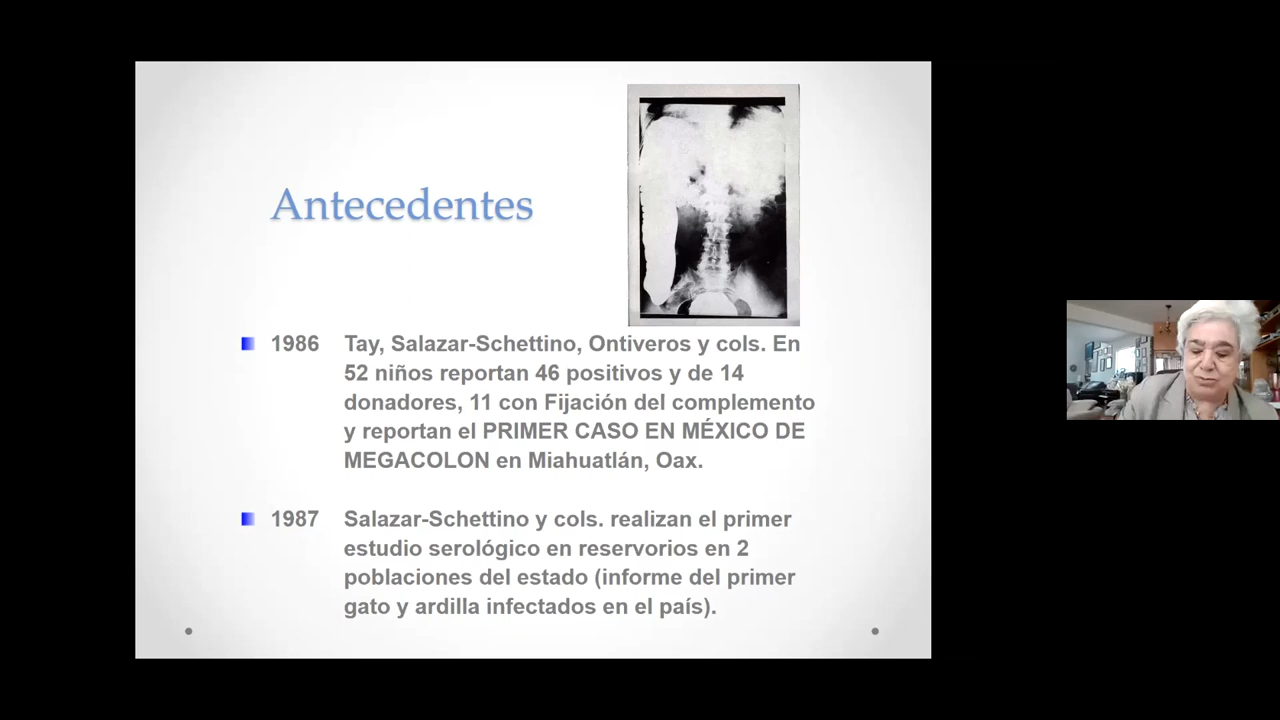 Antecedentes
1986 Tay, Salazar-Schettino, Ontiveros y cols. En
52 niños reportan 46 positivos y de 14
donadores, 11 con Fijación del complemento
y reportan el PRIMER CASO EN MÉXICO DE
MEGACOLON en Miahuatlán, Oax.
1987 Salazar-Schettino y cols. realizan el primer
estudio serológico en reservorios en 2
poblaciones del estado (informe del primer
gato y ardilla infectados en el país).